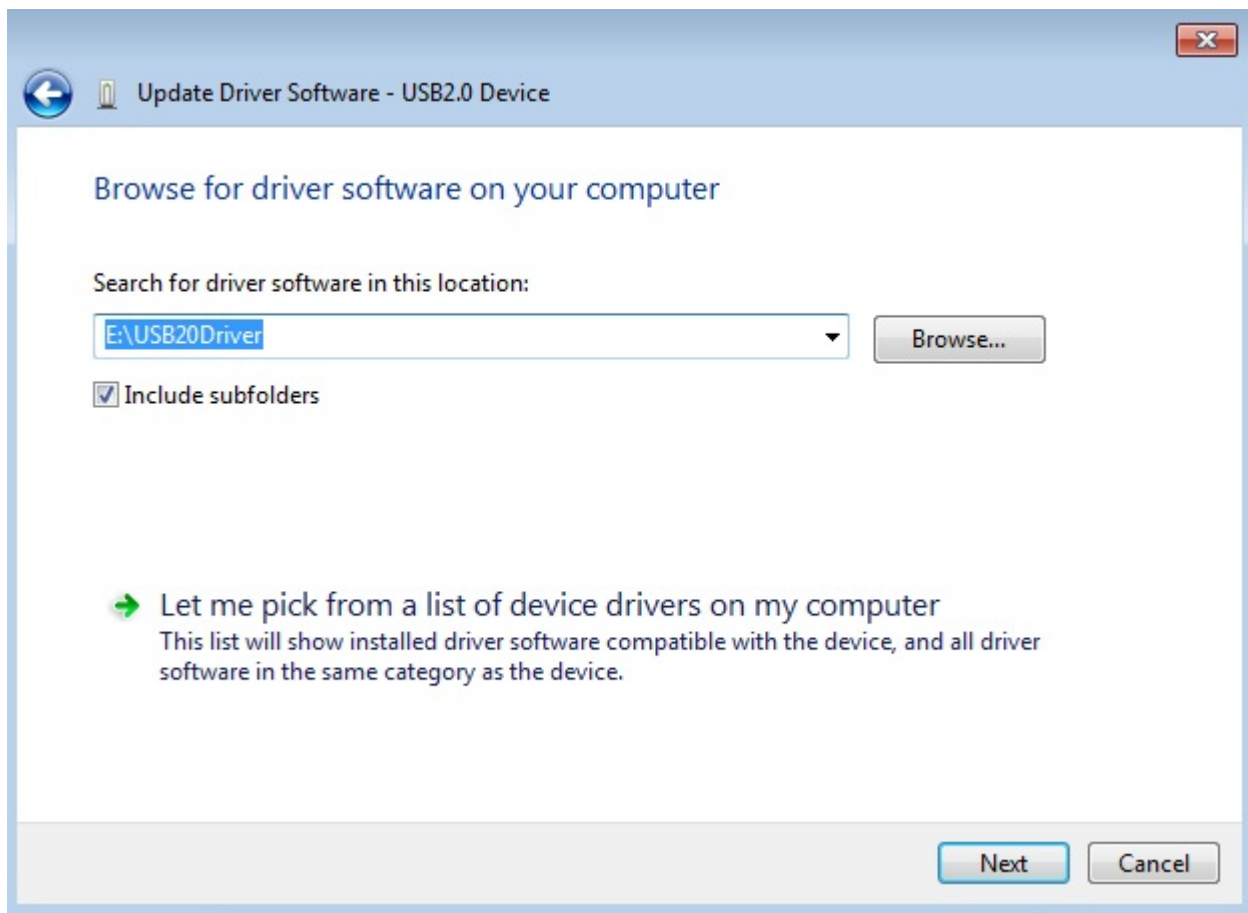 Update Driver Software - USB2.0 Device
Browse for driver software on your computer
Search for driver software in this location:
E:\USB20Driver
Browse...
Include subfolders
Let me pick from a list of device drivers on my computer
This list will show installed driver software compatible with the device, and all driver
software in the same category as the device.
Next
Cancel